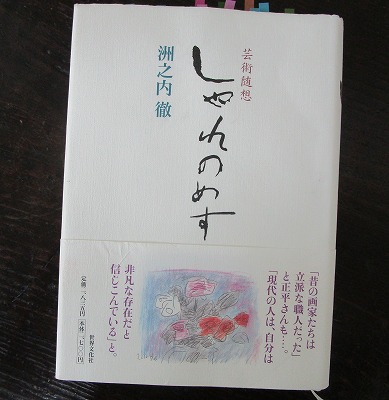 芸術随想
しゃれのめす
洲之内 徹
「昔の画家たちは
立派な職人だった」
と正平さんも……。
「現代の人は、自分は
非凡な存在だと
信じこんでいる」と。
世界文化社